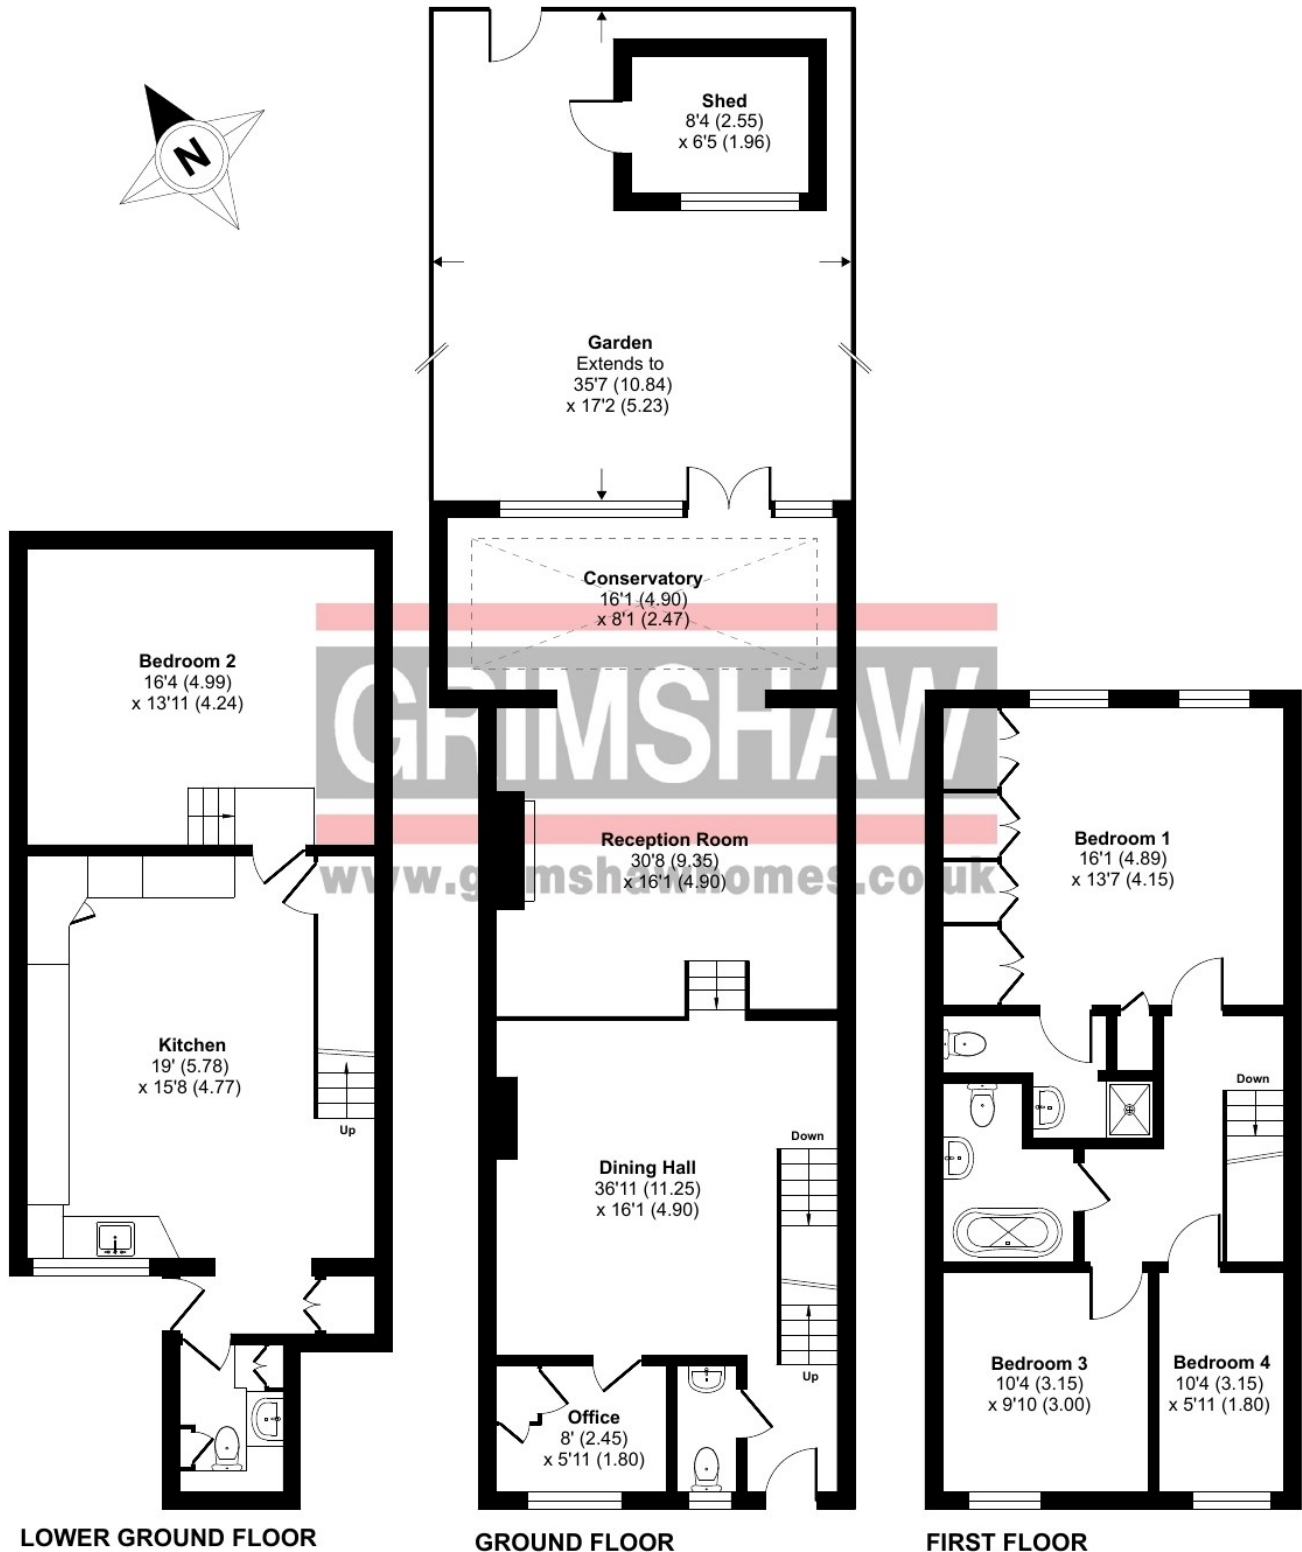 N
Shed
8'4 (2.55)
x 6'5 (1.96)
Garden
Extends to
35'7 (10.84)
x 17'2 (5.23)
Conservatory
16'1 (4.90)
x 8'1 (2.47)
GRIMSHAW
www.grimshawhomes.co.uk
Bedroom 2
16'4 (4.99)
x 13'11 (4.24)
Reception Room
30'8 (9.35)
x 16'1 (4.90)
Bedroom 1
16'1 (4.89)
x 13'7 (4.15)
Kitchen
19' (5.78)
x 15'8 (4.77)
Up
Down
Dining Hall
36'11 (11.25)
x 16'1 (4.90)
Down
Up
Office
8' (2.45)
x 5'11 (1.80)
Bedroom 3
10'4 (3.15)
x 9'10 (3.00)
Bedroom 4
10'4 (3.15)
x 5'11 (1.80)
LOWER GROUND FLOOR
GROUND FLOOR
FIRST FLOOR